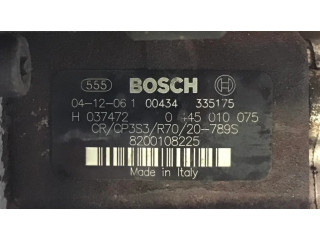 555 BOSCH
04-12-06 1 00434 335175
H 037472 0 445 010 075
CR/CP3S3/R70/20-789S
8200108225
Made in Italy